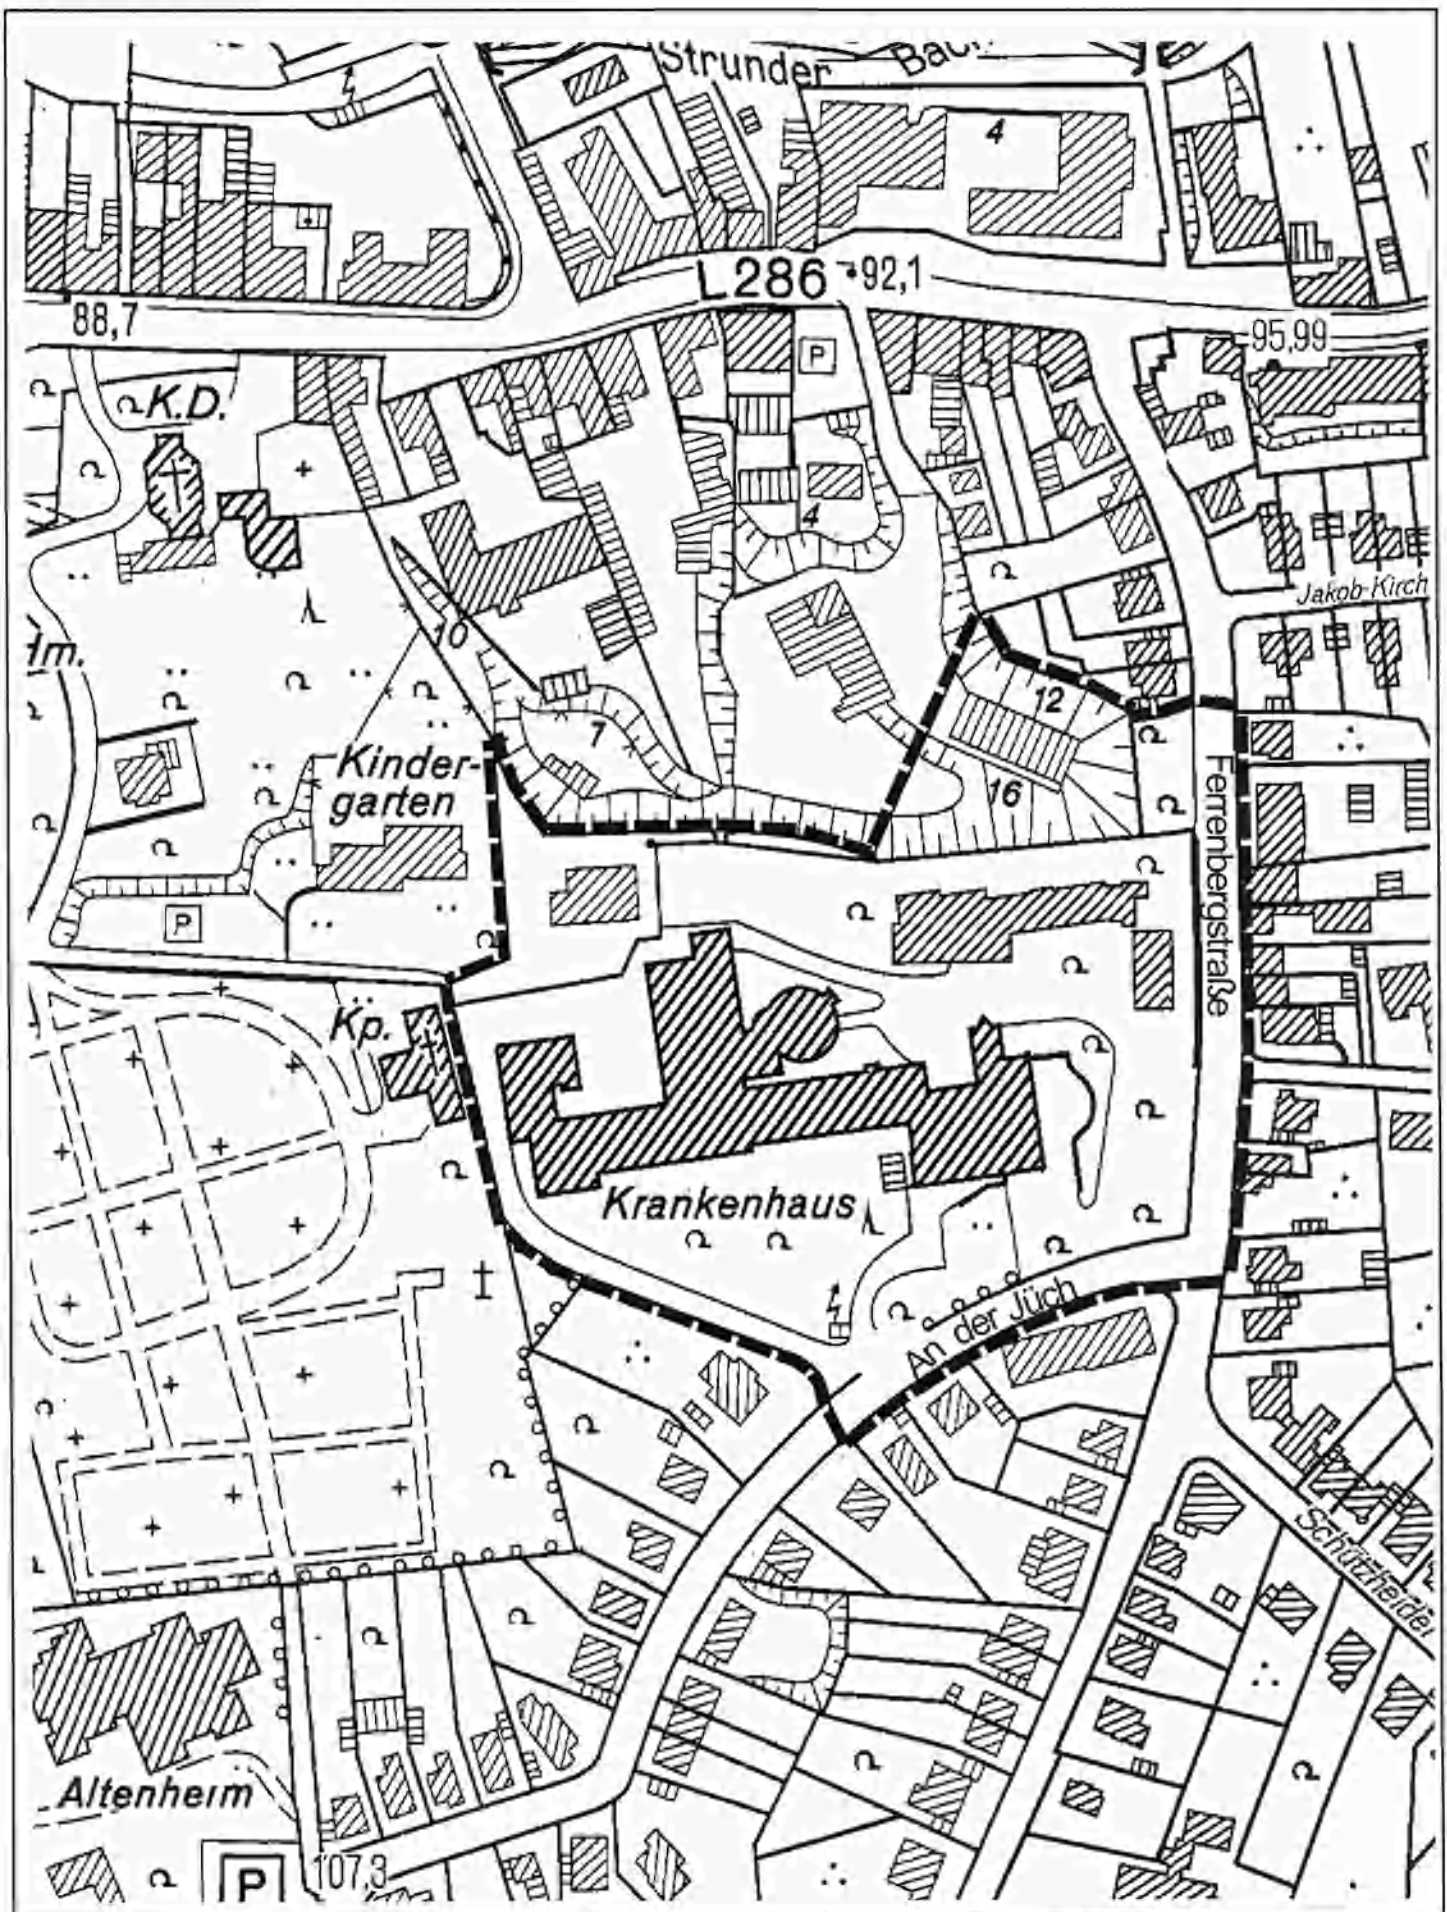 Strunder Bach
4
L286 92,1
88,7
95,99
P
K.D.
4
Jakob-Kirch
10
12
7
Kinder-
garten
16
Ferrenbergstraße
P
Kp.
Krankenhaus
An der Jüch
Schützheider
Altenheim
P
107,3